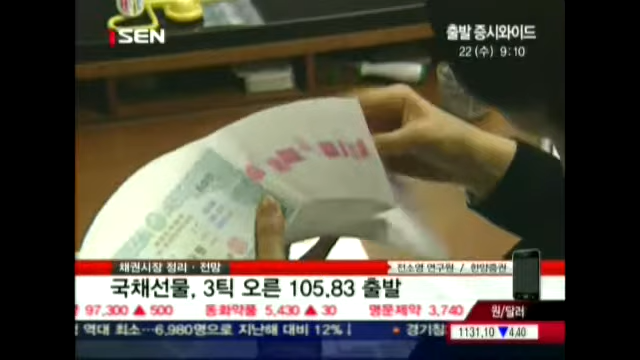 SEN
출발 증시와이드
22 (수) 9:10
채권시장 정리 · 전망
전소영 연구원 / 한양증권
국채선물, 3틱 오른 105.83 출발
97,300 ▲ 500 동화약품 5,430 ▲ 30 명문제약 3,740
원/달러
역대 최소…6,980명으로 지난해 대비 12%↓ • 경기침
1131.10 ▼4.40